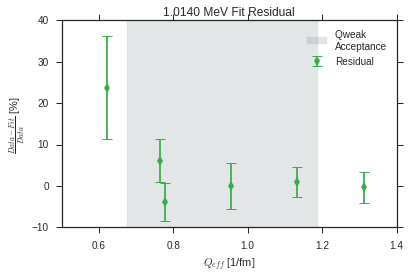 1.0140 MeV Fit Residual
40
30
20
10
0
−10
Data−Fit
Data
[%]
Qweak
Acceptance
Residual
0.6
0.8
1.0
1.2
1.4
Q_eff [1/fm]